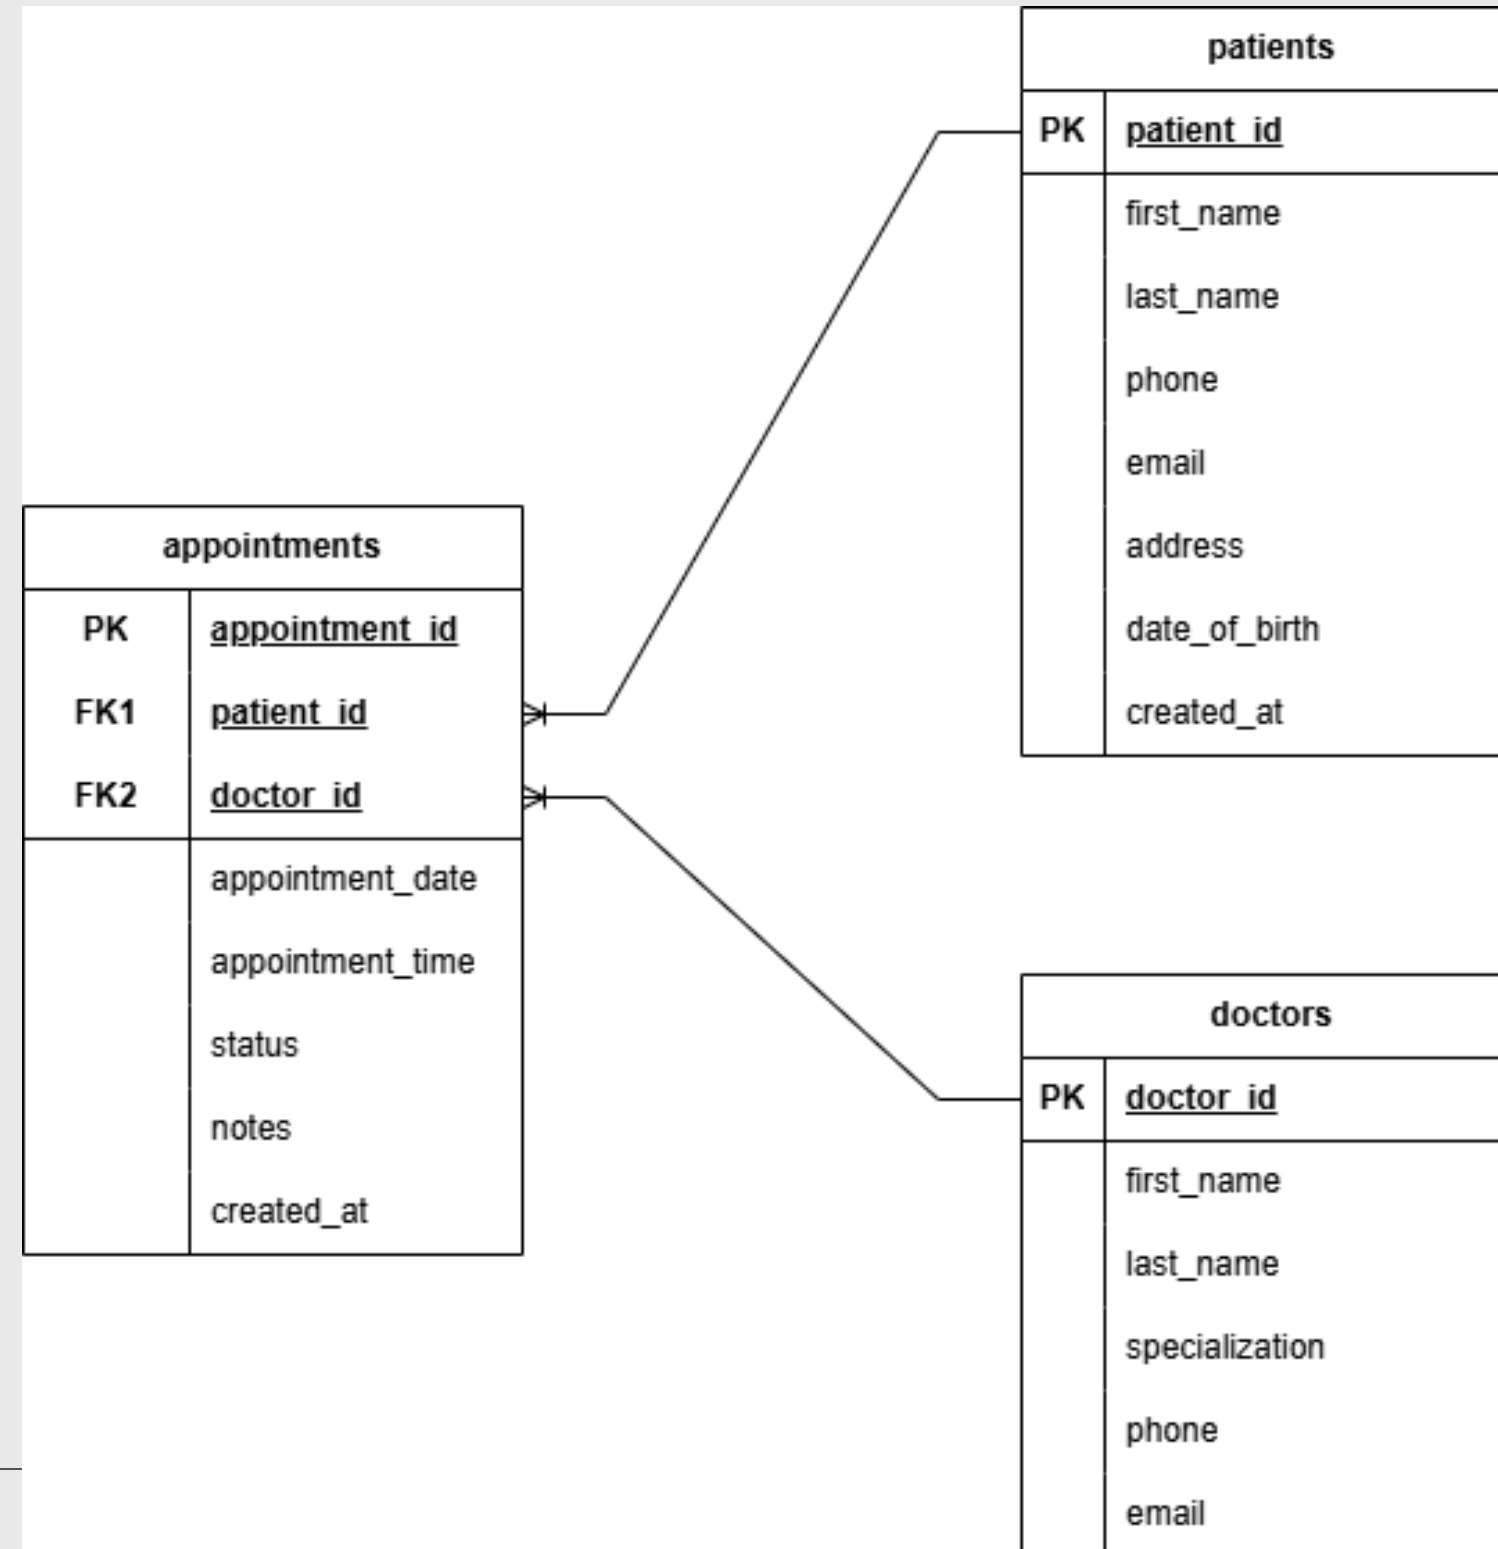 patients
PK patient_id
first_name
last_name
phone
email
address
date_of_birth
created_at
appointments
PK appointment_id
FK1 patient_id
FK2 doctor_id
appointment_date
appointment_time
status
notes
created_at
doctors
PK doctor_id
first_name
last_name
specialization
phone
email